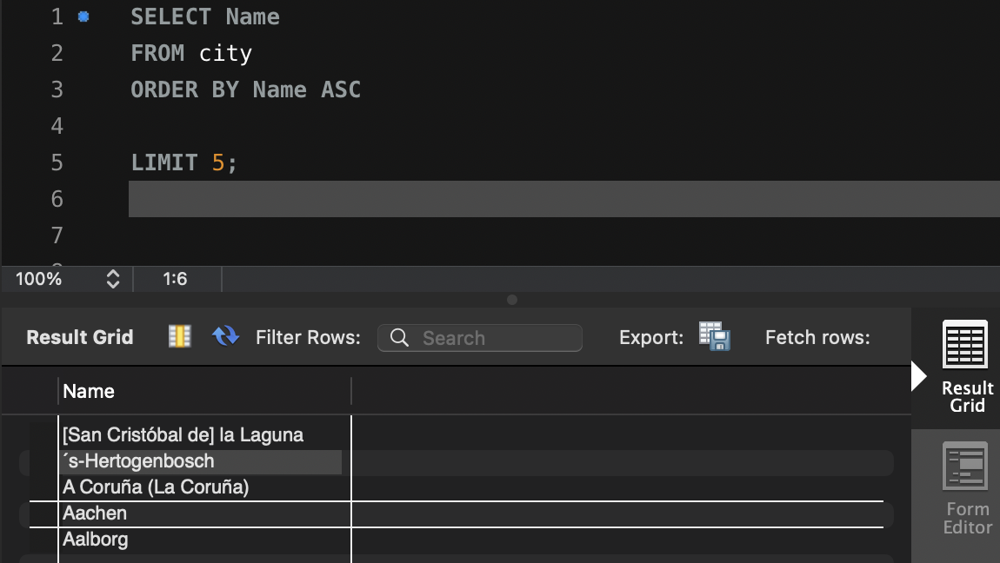 1 SELECT Name
2 FROM city
3 ORDER BY Name ASC
4
5 LIMIT 5;
6
7
100% 1:6
Result Grid Filter Rows: Search Export: Fetch rows:
Result
Grid
Name
[San Cristóbal de] la Laguna
´s-Hertogenbosch
A Coruña (La Coruña)
Aachen
Aalborg
Form
Editor